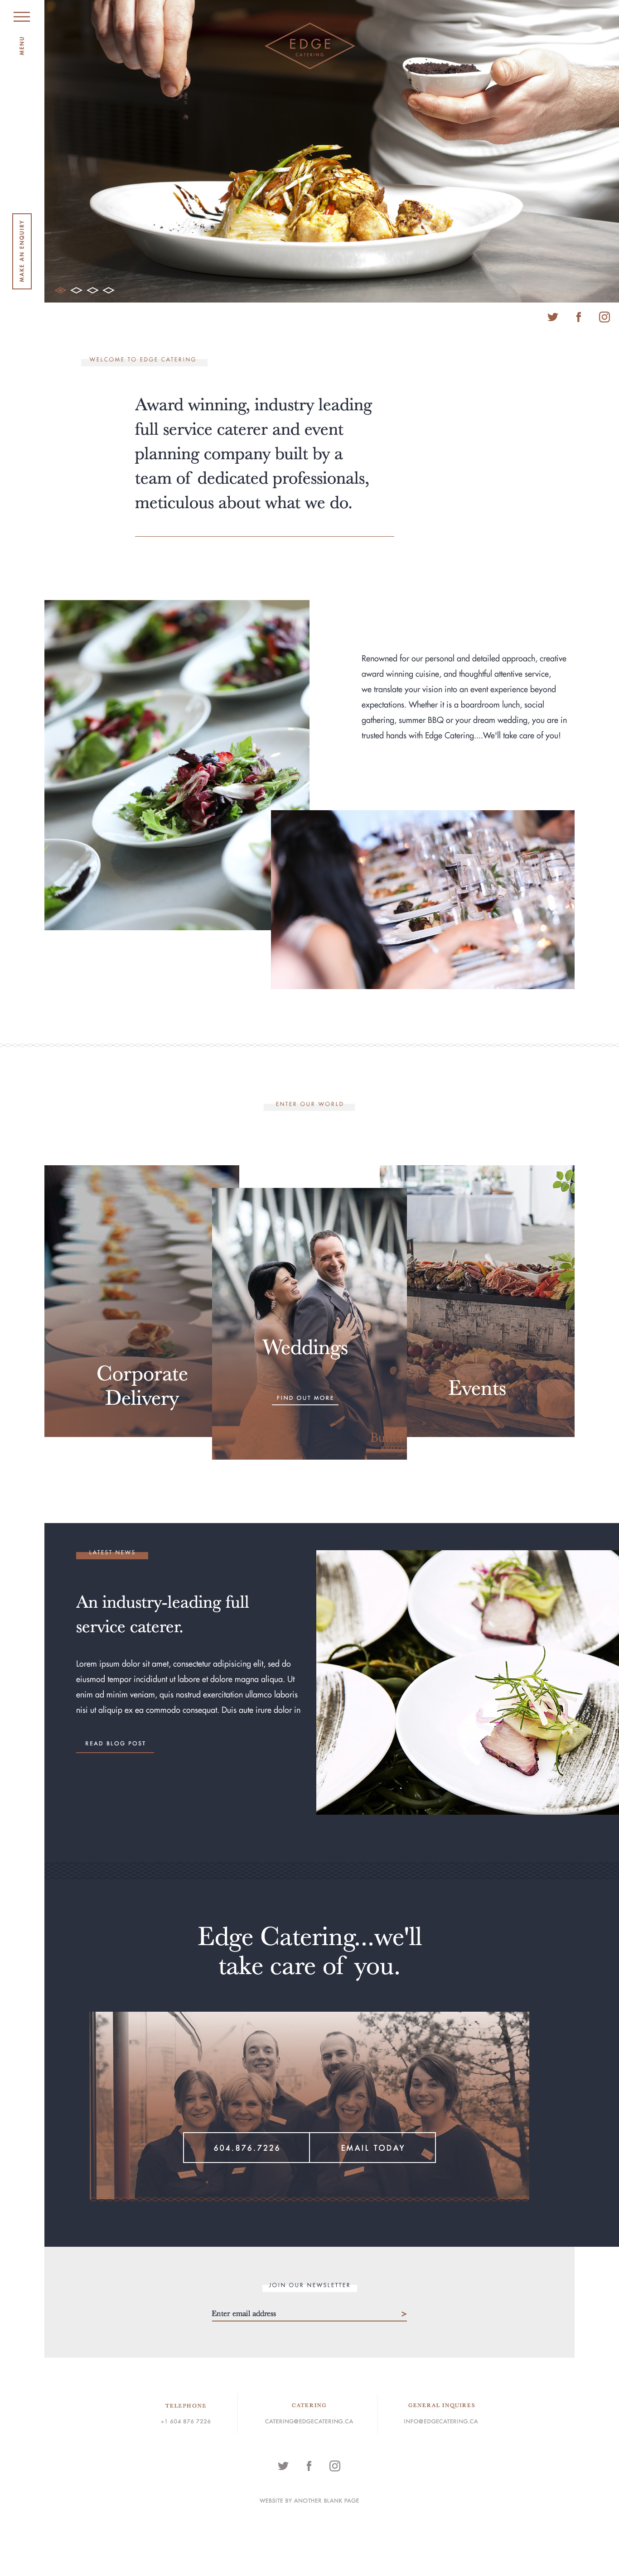 MENU
EDGE
CATERING
MAKE AN ENQUIRY
WELCOME TO EDGE CATERING
Award winning, industry leading
full service caterer and event
planning company built by a
team of dedicated professionals,
meticulous about what we do.
Renowned for our personal and detailed approach, creative
award winning cuisine, and thoughtful attentive service,
we translate your vision into an event experience beyond
expectations. Whether it is a boardroom lunch, social
gathering, summer BBQ or your dream wedding, you are in
trusted hands with Edge Catering....We'll take care of you!
ENTER OUR WORLD
Corporate
Delivery
Weddings
FIND OUT MORE
Events
LATEST NEWS
An industry-leading full
service caterer.
Lorem ipsum dolor sit amet, consectetur adipisicing elit, sed do
eiusmod tempor incididunt ut labore et dolore magna aliqua. Ut
enim ad minim veniam, quis nostrud exercitation ullamco laboris
nisi ut aliquip ex ea commodo consequat. Duis aute irure dolor in
READ BLOG POST
Edge Catering...we'll
take care of you.
604.876.7226
EMAIL TODAY
JOIN OUR NEWSLETTER
Enter email address >
TELEPHONE
+1 604 876 7226
CATERING
CATERING@EDGECATERING.CA
GENERAL INQUIRES
INFO@EDGECATERING.CA
WEBSITE BY ANOTHER BLANK PAGE